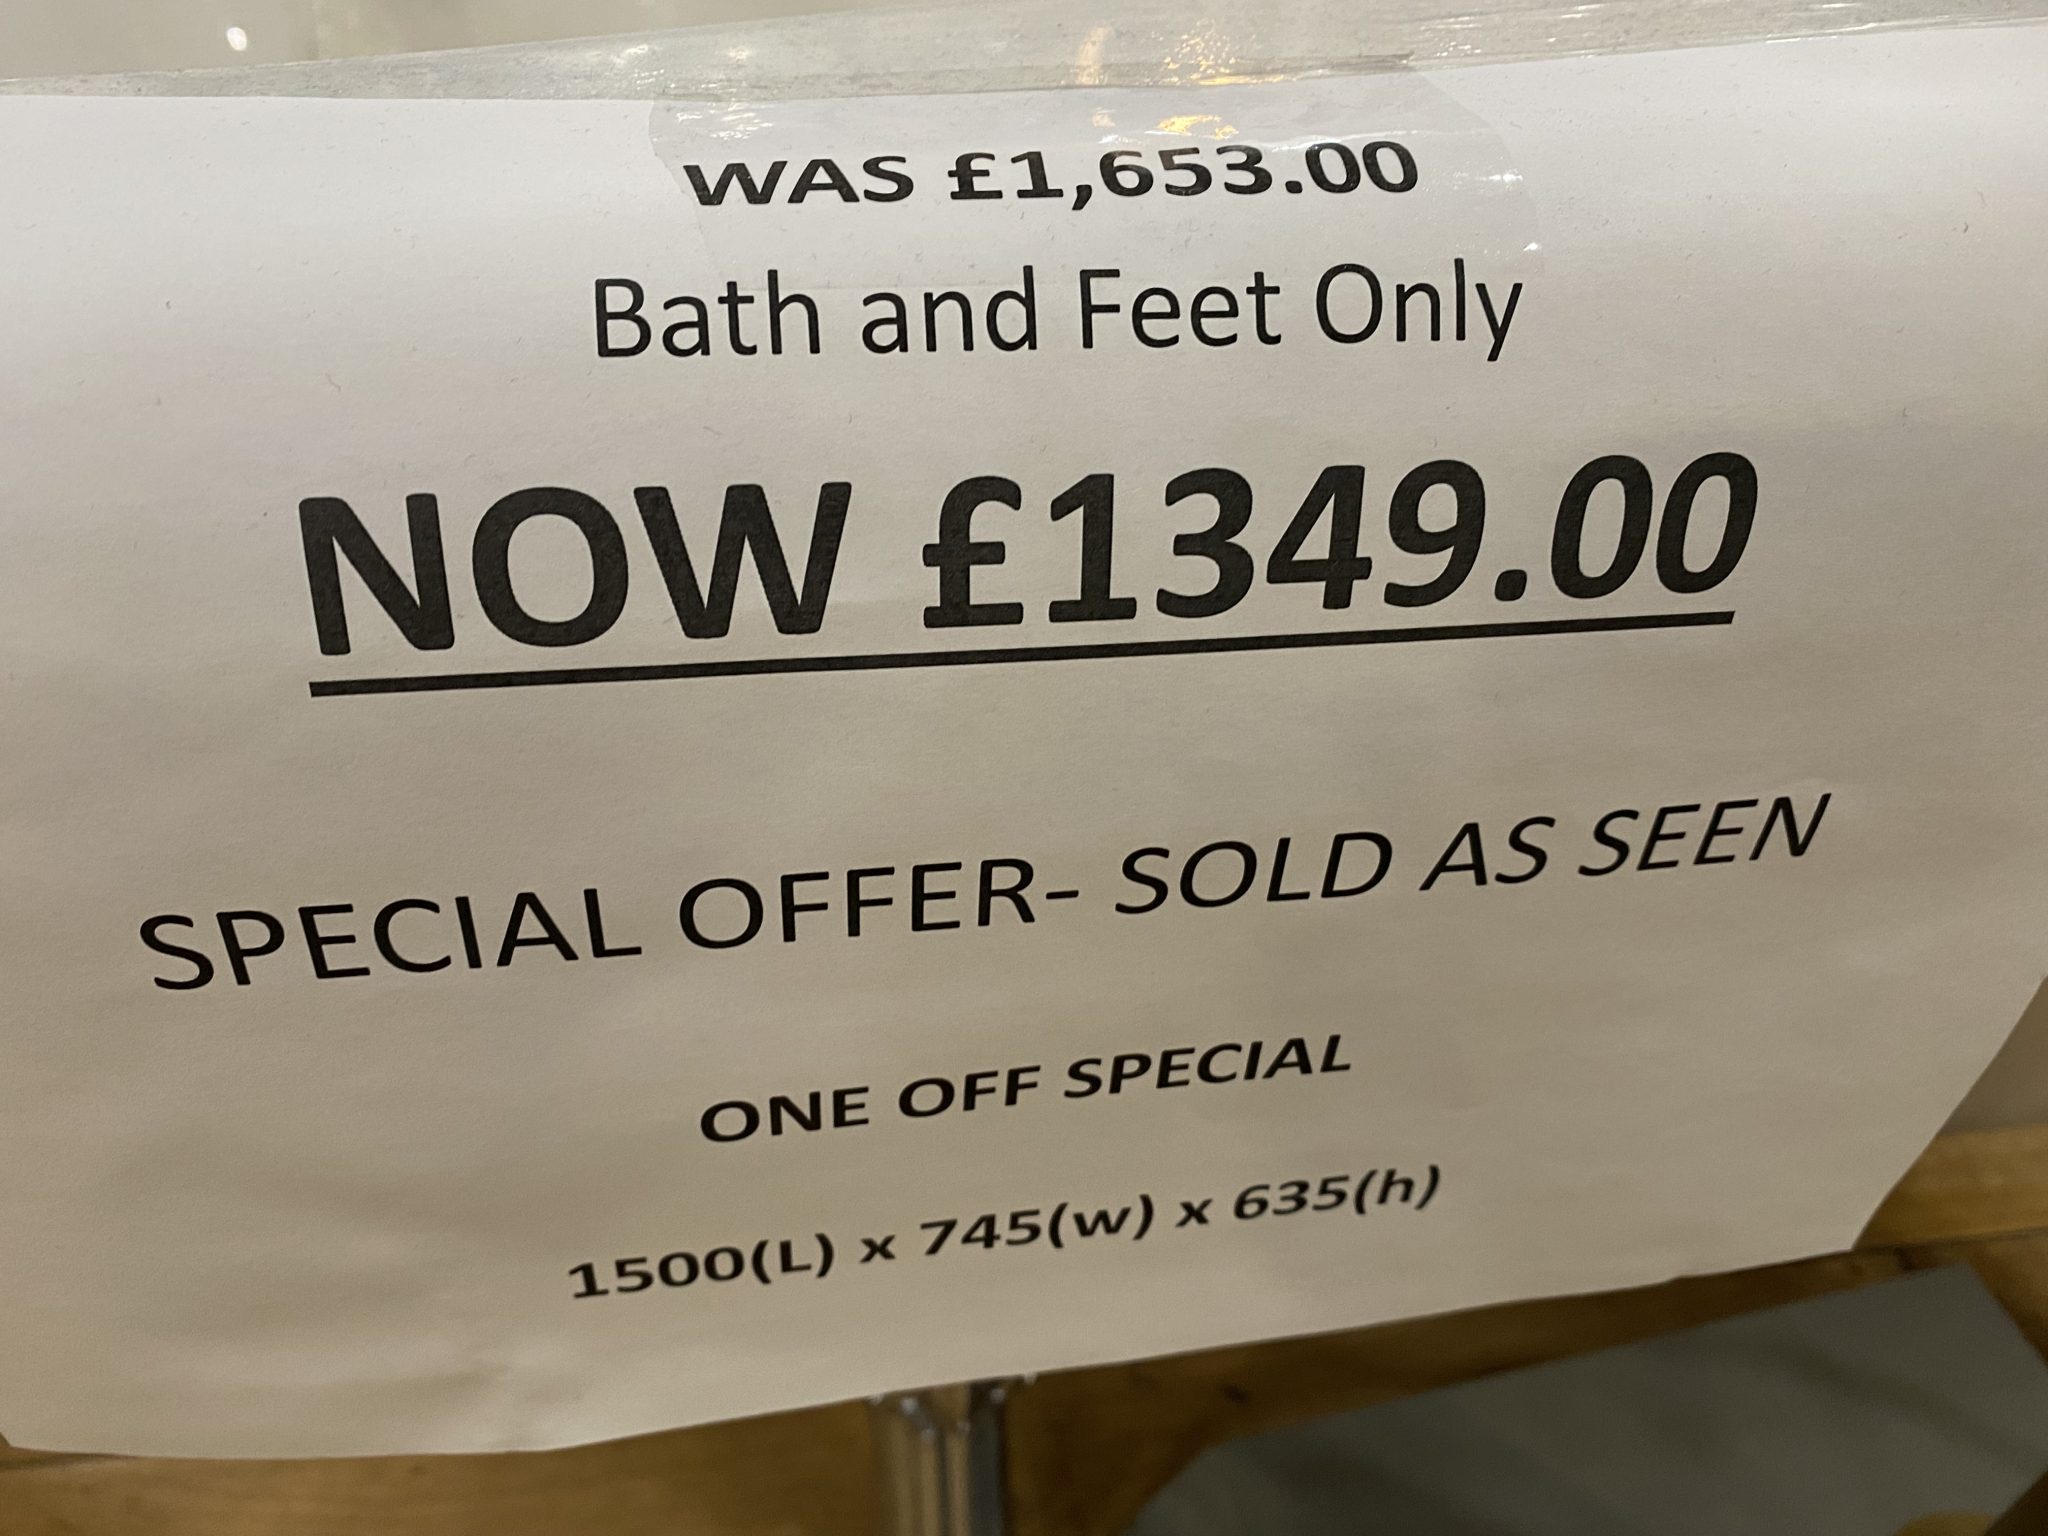 WAS £1,653.00
Bath and Feet Only
NOW £1349.00
SPECIAL OFFER- SOLD AS SEEN
ONE OFF SPECIAL
1500(L) x 745(w) x 635(h)